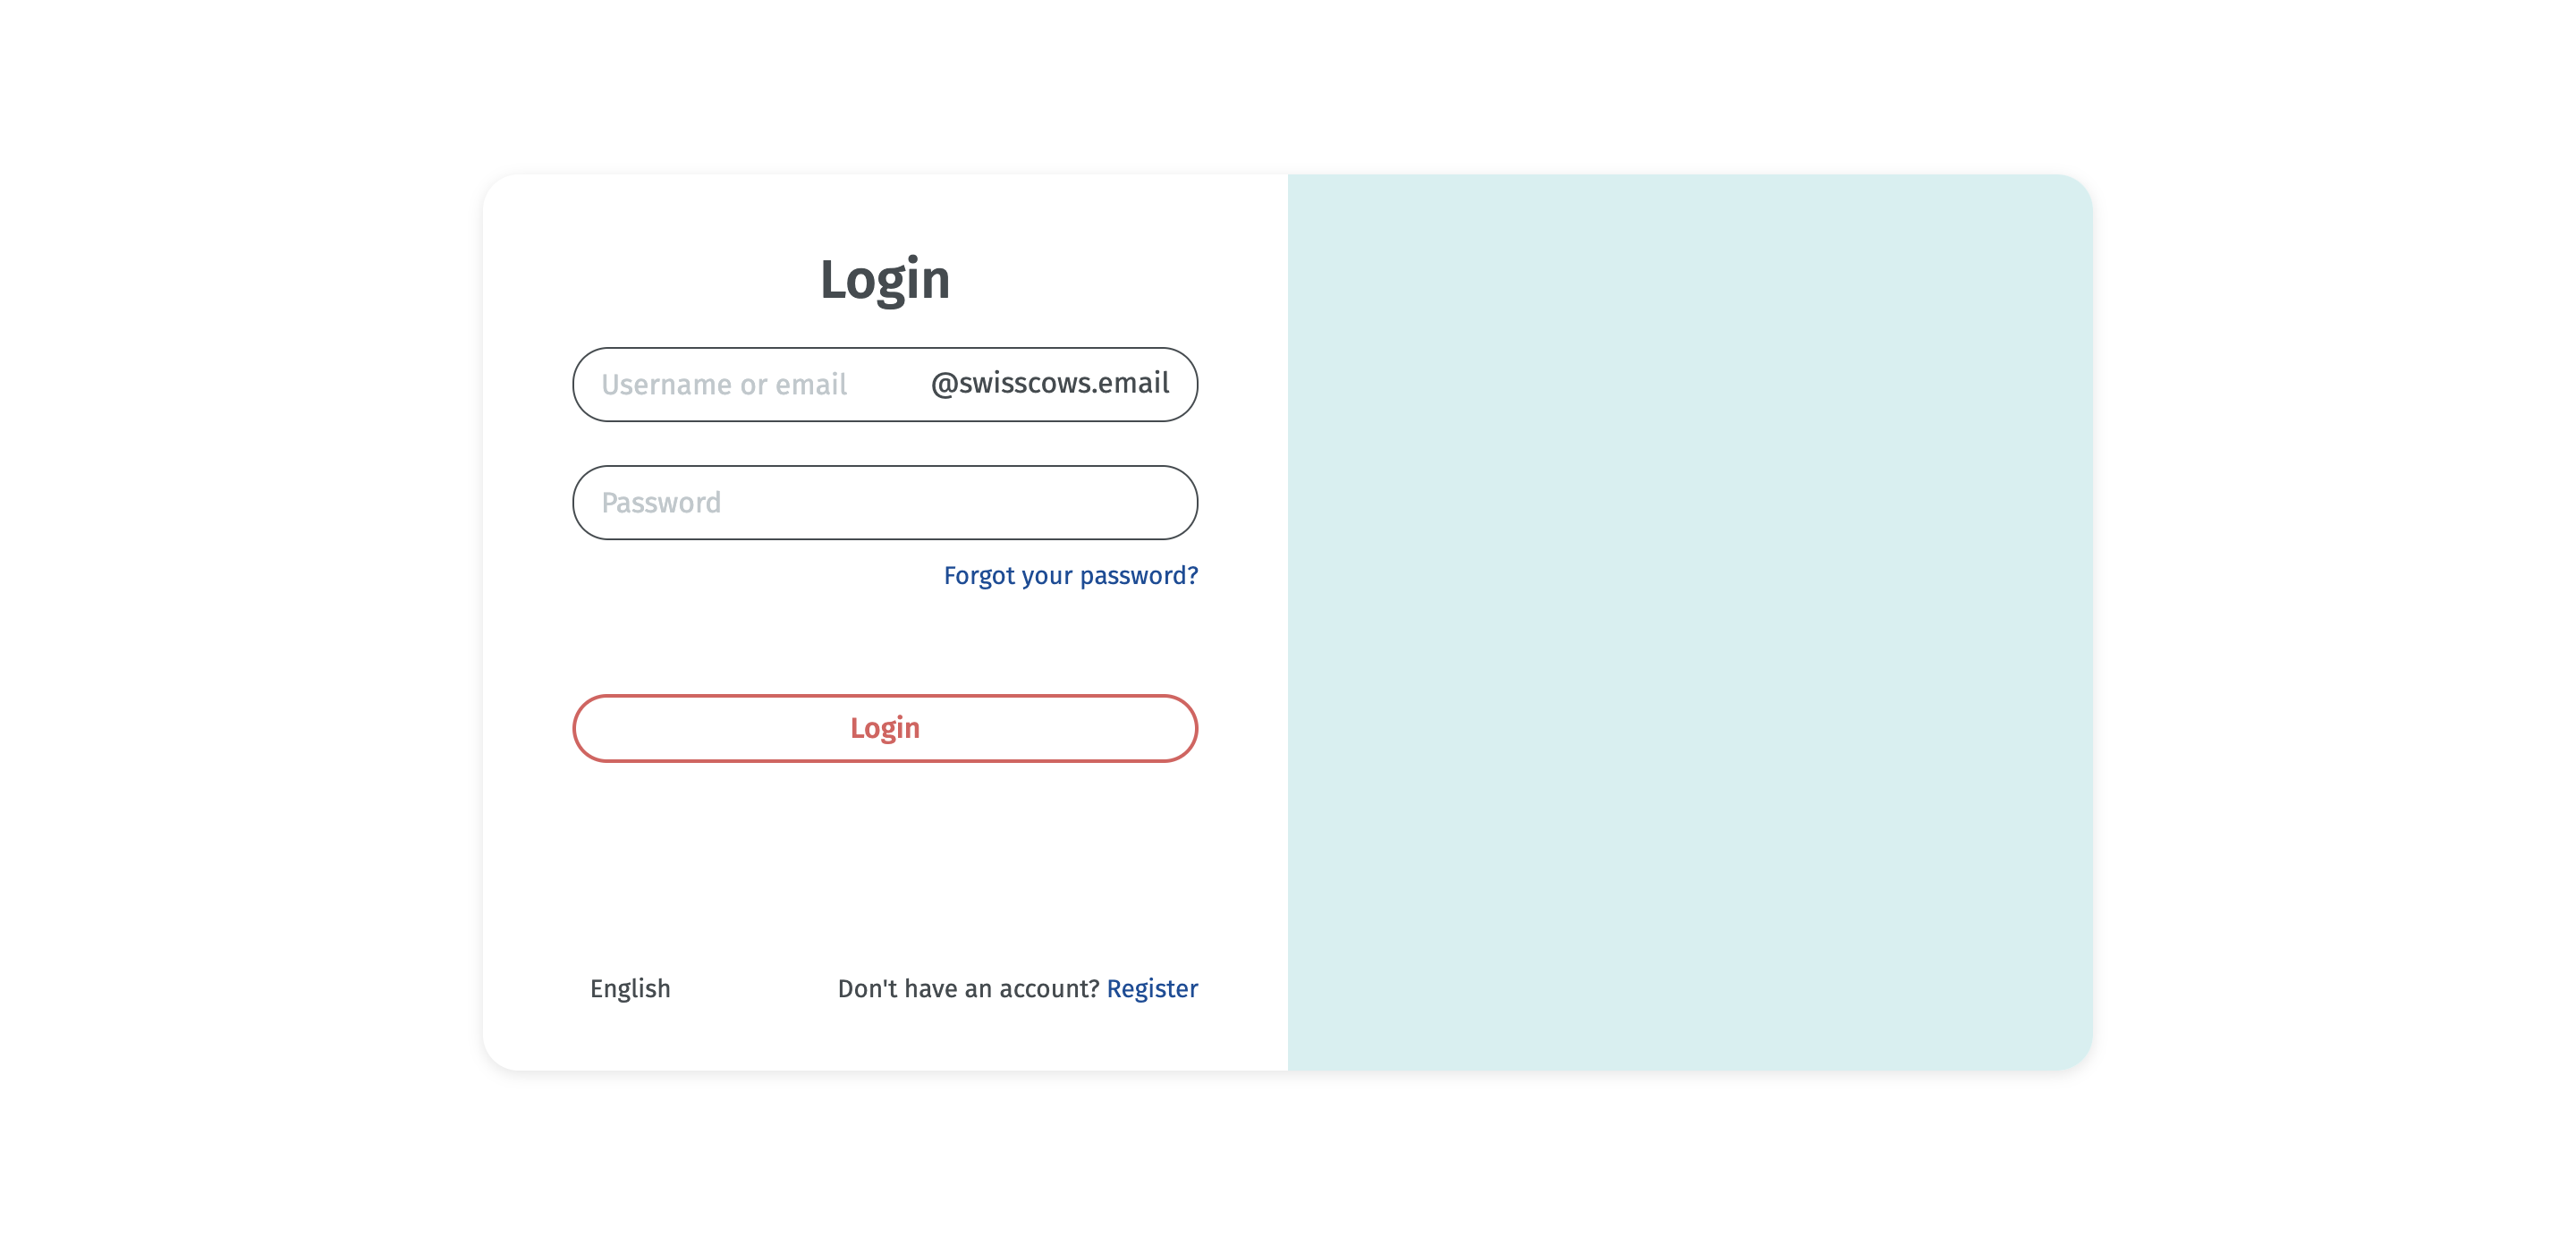 Login
Username or email @swisscows.email
Password
Forgot your password?
Login
English Don't have an account? Register